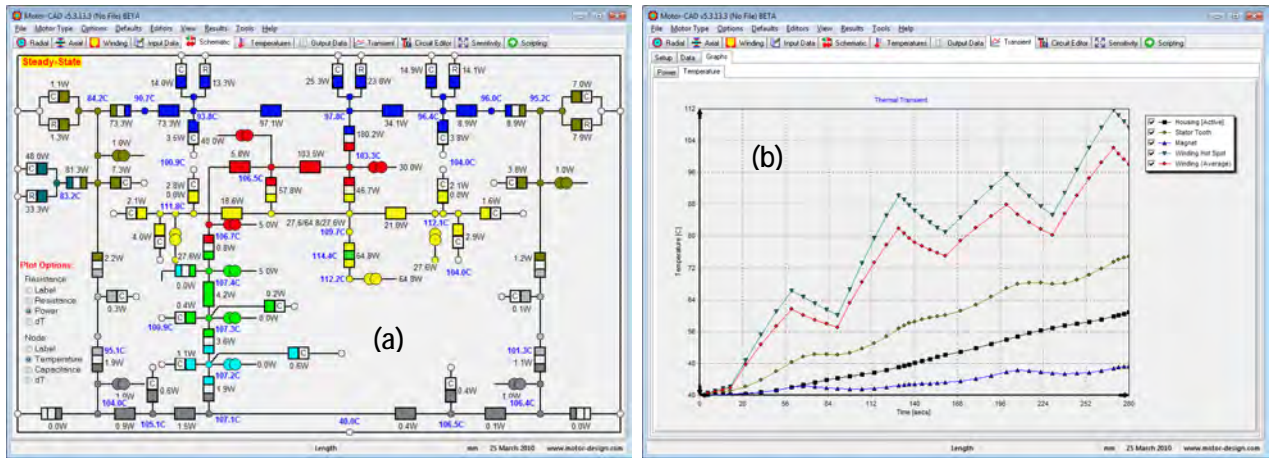 Motor-CAD v5.3.13.3 (No File) BETA
File Motor Type Options Defaults Editors View Results Tools Help
Radial Axial Winding Input Data Schematic Temperatures Output Data Transient Circuit Editor Sensitivity Scripting
Steady-State
C R C R C R
14.0W 13.3W 25.3W 23.0W 14.9W 14.1W
1.1W 7.0W
84.2C 90.7C 96.0C 95.2C
73.3W 73.3W 93.8C 97.1W 97.8C 34.1W 96.4C 8.9W 8.9W
1.3W 7.9W
3.6W 40.0W 180.2W 3.8W
1.0W 100.9C 5.8W 103.5W 103.3C 104.0C 1.0W
48.0W 81.3W 7.3W 106.5C 30.0W 3.8W
83.2C 2.8W 57.8W 46.7W 2.1W
33.3W 0.0W 0.0W
2.1W 111.8C 18.6W 27.6/64.8/27.6W 21.0W 112.1C 1.6W
4.0W 106.7C 5.0W 109.7C 2.9W
27.6W 0.8W 114.4C 64.8W 27.6W 104.0C
2.2W 107.4C 5.0W 112.2C 64.8W 1.2W
0.0W 4.2W
0.4W 0.2W
0.3W 100.9C 107.3C 0.0W 0.1W
3.6W (a)
95.1C 1.1W 0.6W 101.3C
1.9W 107.2C 0.0W 1.1W
0.6W 1.9W 0.4W 106.4C
104.0C 107.1C 40.0C
0.0W 0.9W 105.1C 1.5W 0.4W 106.5C 0.1W 0.0W
Plot Options:
Resistance:
Label
Resistance
Power
dT
Node:
Label
Temperature
Capacitance
dT
Length mm 25 March 2010 www.motor-design.com
Motor-CAD v5.3.13.3 (No File) BETA
File Motor Type Options Defaults Editors View Results Tools Help
Radial Axial Winding Input Data Schematic Temperatures Output Data Transient Circuit Editor Sensitivity Scripting
Setup Data Graphs
Power Temperature
Thermal Transient
(b)
Housing [Active]
Stator Tooth
Magnet
Winding Hot Spot
Winding (Average)
Temperature [C]
112
104
96
88
80
72
64
56
48
40
0 28 56 84 112 140 168 196 224 252 280
Time [secs]
Length mm 25 March 2010 www.motor-design.com